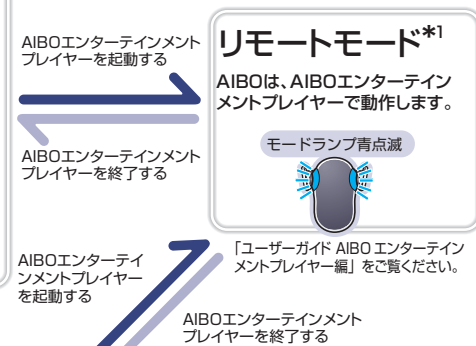 AIBOエンターテインメント
プレイヤーを起動する
AIBOエンターテインメント
プレイヤーを終了する
リモートモード*1
AIBOは、AIBOエンターテイン
メントプレイヤーで動作します。
モードランプ青点滅
「ユーザーガイド AIBO エンターテイン
メントプレイヤー編」をご覧ください。
AIBOエンターテイ
ンメントプレイヤー
を起動する
AIBOエンターテインメント
プレイヤーを終了する